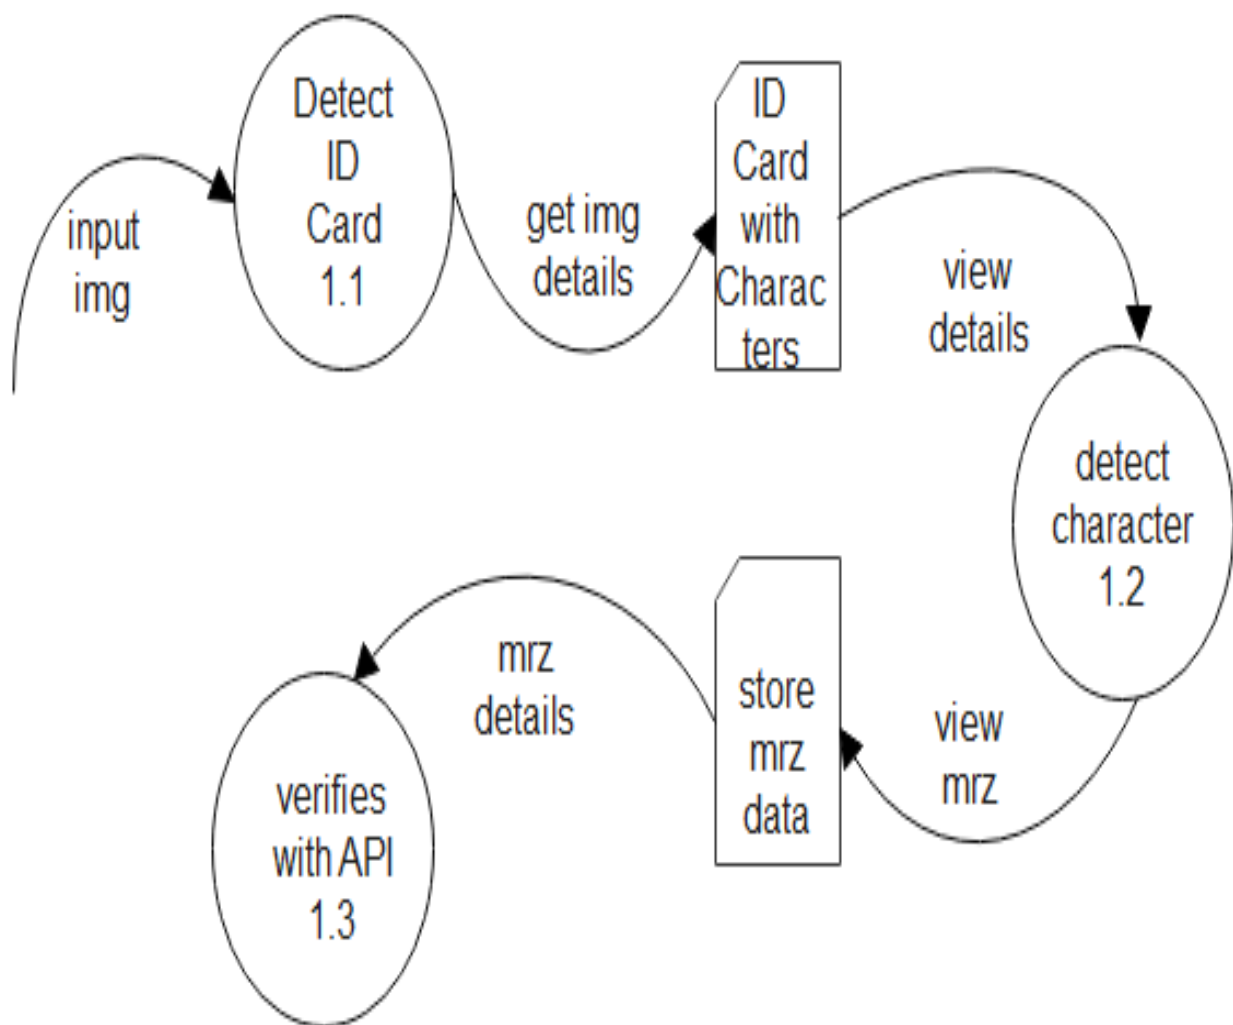 Detect
ID
Card
1.1
input
img
get img
details
ID
Card
with
Charac
ters
view
details
detect
character
1.2
view
mrz
store
mrz
data
mrz
details
verifies
with API
1.3